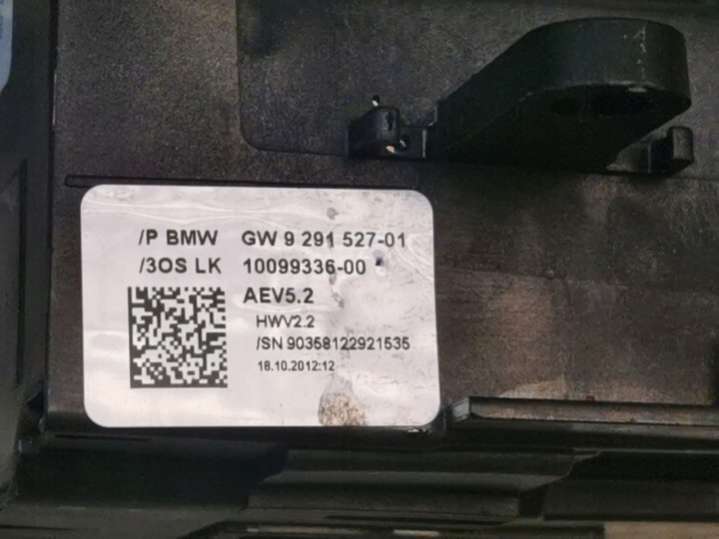 /P BMW GW 9 291 527-01
/3OS LK 10099336-00
AEV5.2
HWV2.2
/SN 90358122921535
18.10.2012:12